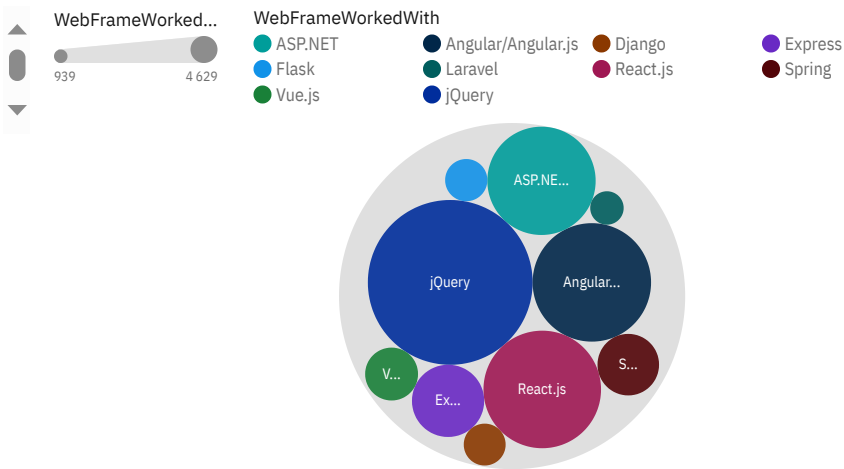 WebFrameWorked...
939
4 629
WebFrameWorkedWith
ASP.NET
Angular/Angular.js
Django
Express
Flask
Laravel
React.js
Spring
Vue.js
jQuery
ASP.NE...
jQuery
Angular...
V...
S...
Ex...
React.js